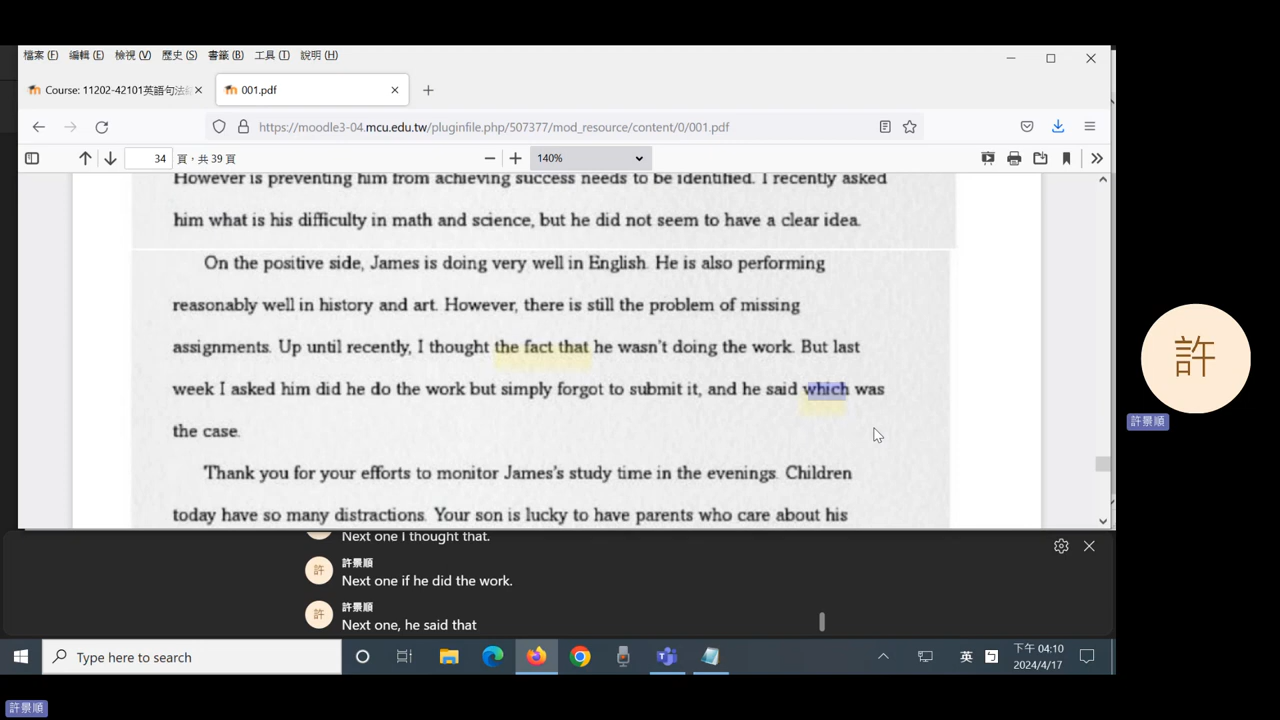 檔案 (F) 編輯 (E) 檢視 (V) 歷史 (S) 書籤 (B) 工具 (T) 說明 (H)
Course: 11202-42101英語句法結
001.pdf
https://moodle3-04.mcu.edu.tw/pluginfile.php/507377/mod_resource/content/0/001.pdf
34 頁，共 39 頁
140%
However is preventing him from achieving success needs to be identified. I recently asked
him what is his difficulty in math and science, but he did not seem to have a clear idea.
On the positive side, James is doing very well in English. He is also performing
reasonably well in history and art. However, there is still the problem of missing
assignments. Up until recently, I thought the fact that he wasn't doing the work. But last
week I asked him did he do the work but simply forgot to submit it, and he said which was
the case.
Thank you for your efforts to monitor James's study time in the evenings. Children
today have so many distractions. Your son is lucky to have parents who care about his
許
許景順
Next one I thought that.
許
許景順
Next one if he did the work.
許
許景順
Next one, he said that
Type here to search
英
下午 04:10
2024/4/17
許景順